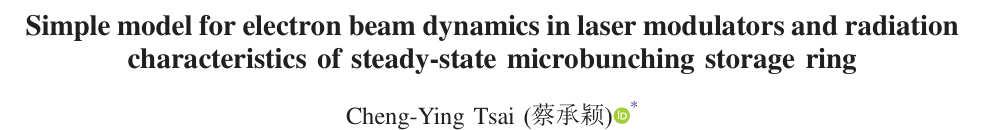 Simple model for electron beam dynamics in laser modulators and radiation
characteristics of steady-state microbunching storage ring
Cheng-Ying Tsai (蔡承颖) iD *